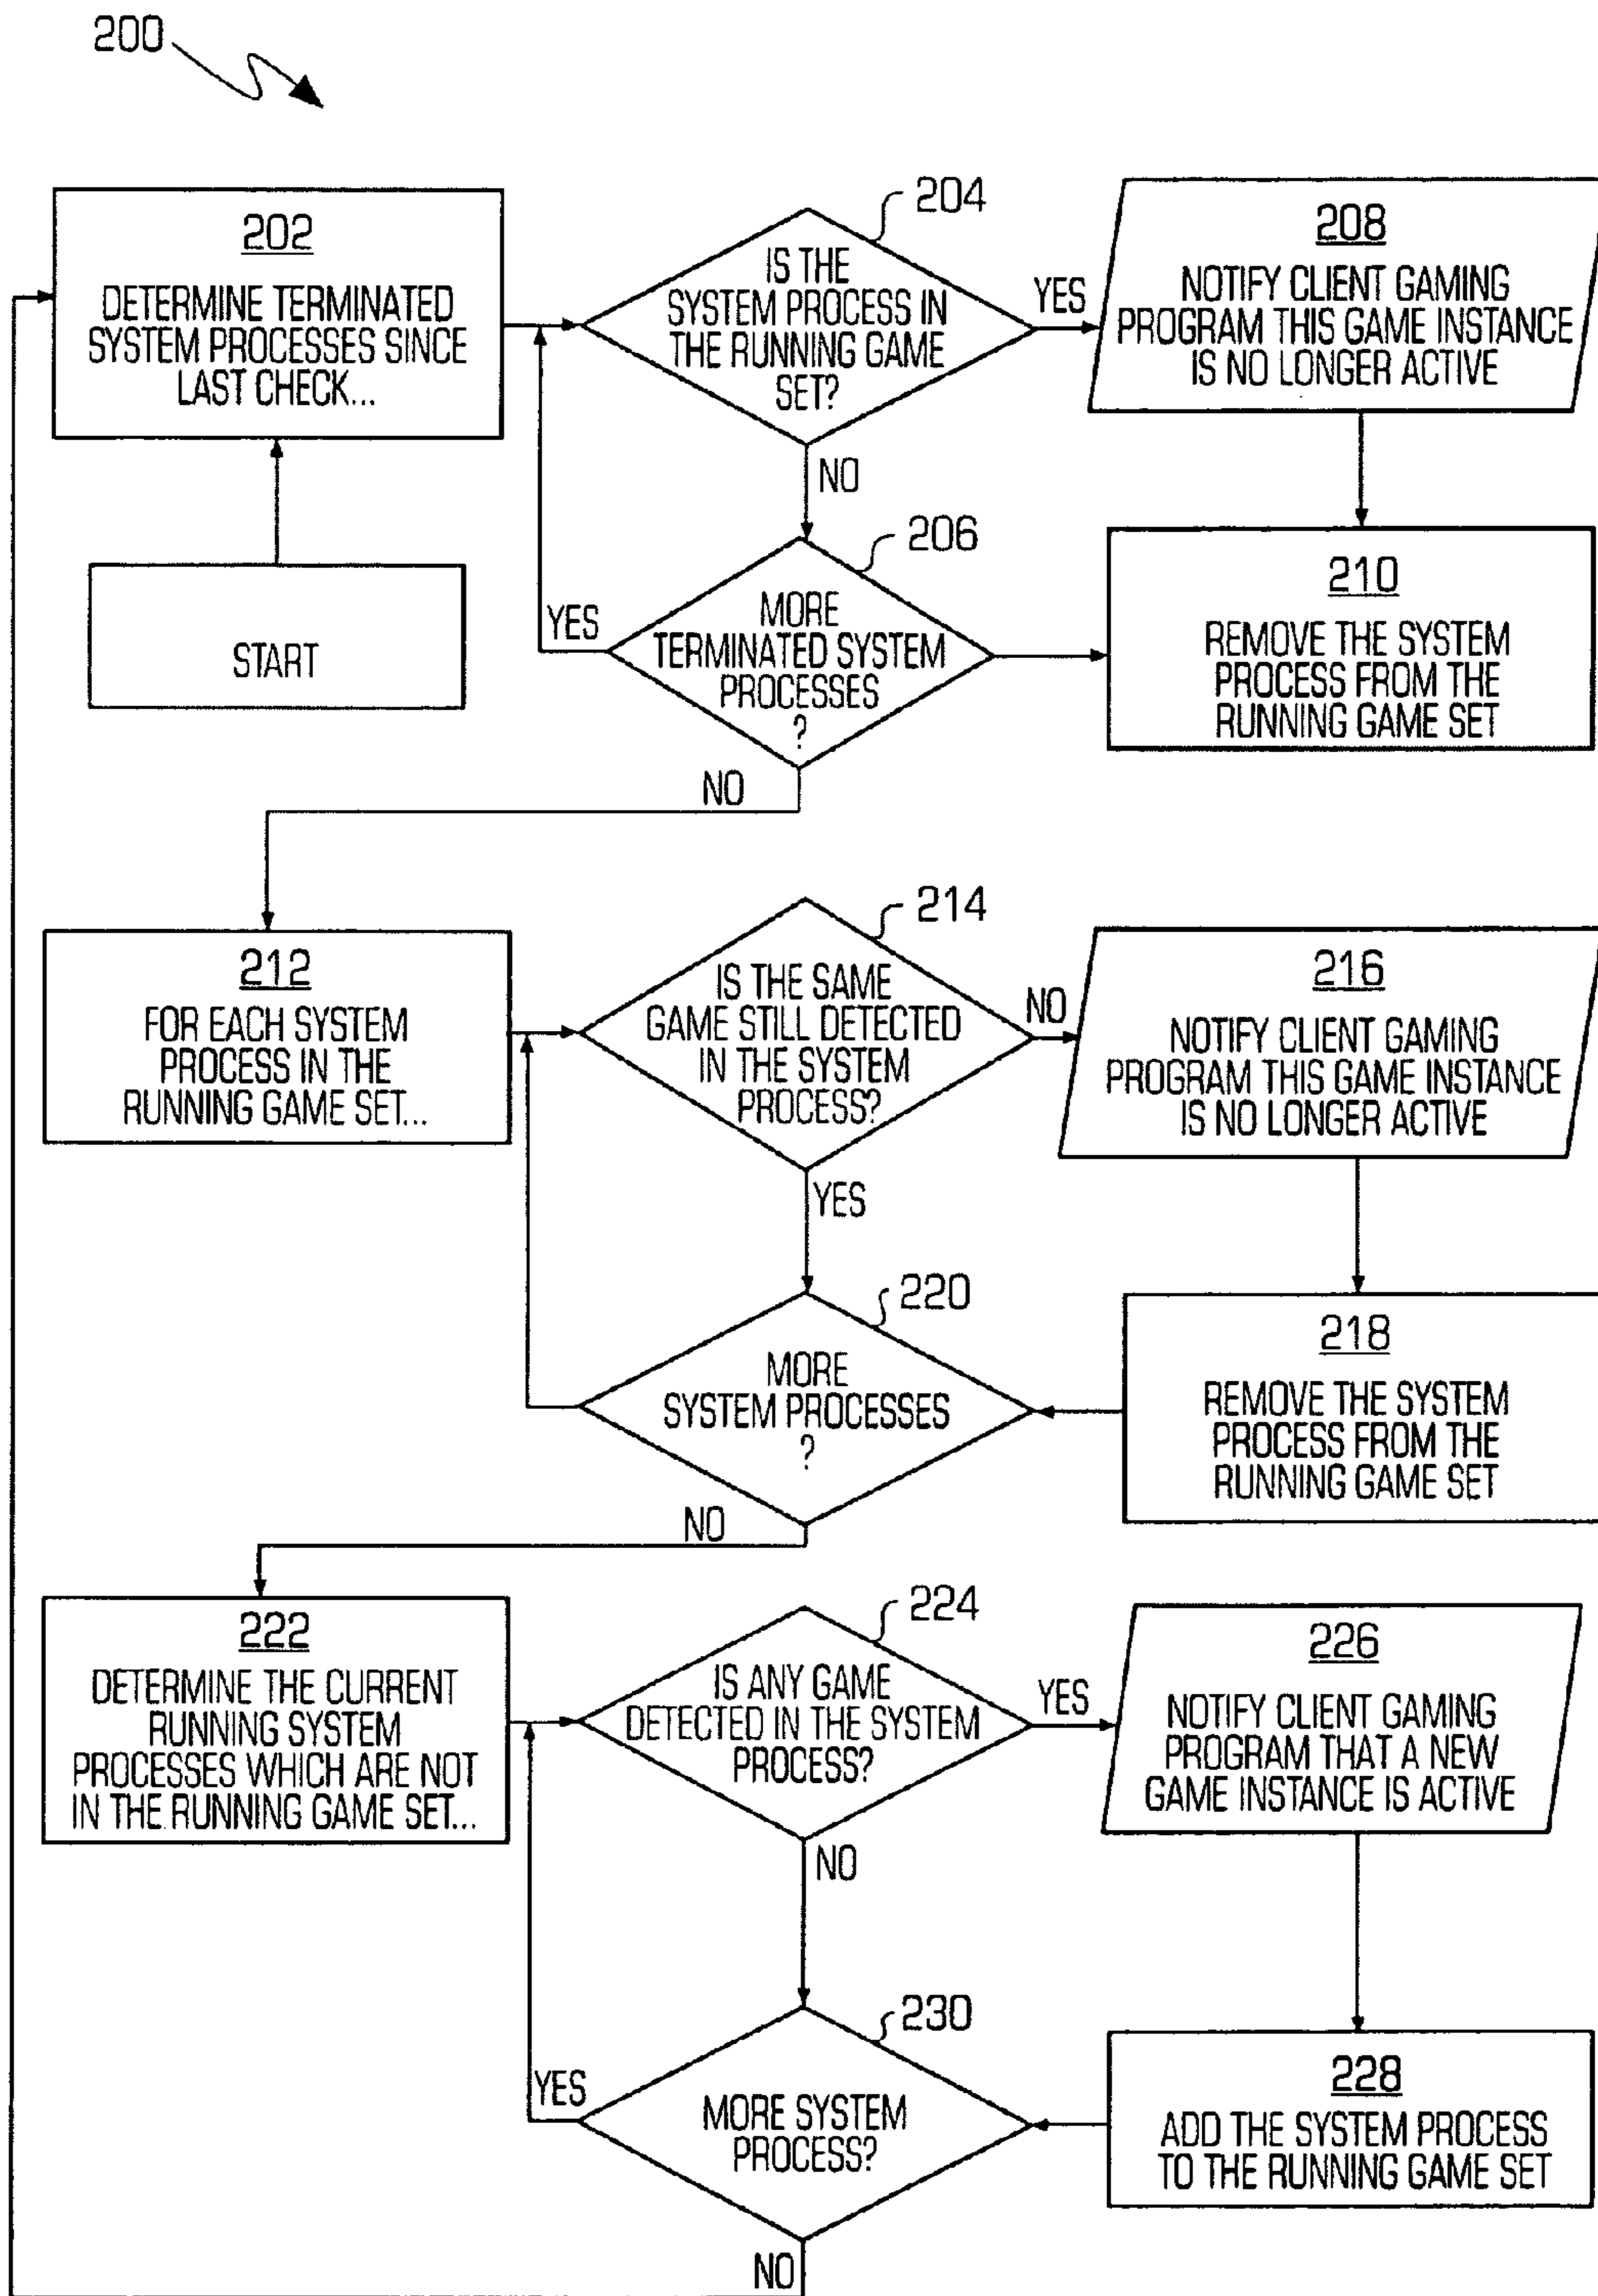 200
202
DETERMINE TERMINATED
SYSTEM PROCESSES SINCE
LAST CHECK...
START
204
IS THE
SYSTEM PROCESS IN
THE RUNNING GAME
SET?
YES
NO
208
NOTIFY CLIENT GAMING
PROGRAM THIS GAME INSTANCE
IS NO LONGER ACTIVE
206
MORE
TERMINATED SYSTEM
PROCESSES
?
YES
NO
210
REMOVE THE SYSTEM
PROCESS FROM THE
RUNNING GAME SET
212
FOR EACH SYSTEM
PROCESS IN THE
RUNNING GAME SET...
214
IS THE SAME
GAME STILL DETECTED
IN THE SYSTEM
PROCESS?
NO
YES
216
NOTIFY CLIENT GAMING
PROGRAM THIS GAME INSTANCE
IS NO LONGER ACTIVE
220
MORE
SYSTEM PROCESSES
?
NO
218
REMOVE THE SYSTEM
PROCESS FROM THE
RUNNING GAME SET
222
DETERMINE THE CURRENT
RUNNING SYSTEM
PROCESSES WHICH ARE NOT
IN THE RUNNING GAME SET...
224
IS ANY GAME
DETECTED IN THE SYSTEM
PROCESS?
YES
NO
226
NOTIFY CLIENT GAMING
PROGRAM THAT A NEW
GAME INSTANCE IS ACTIVE
230
MORE SYSTEM
PROCESS?
YES
NO
228
ADD THE SYSTEM PROCESS
TO THE RUNNING GAME SET